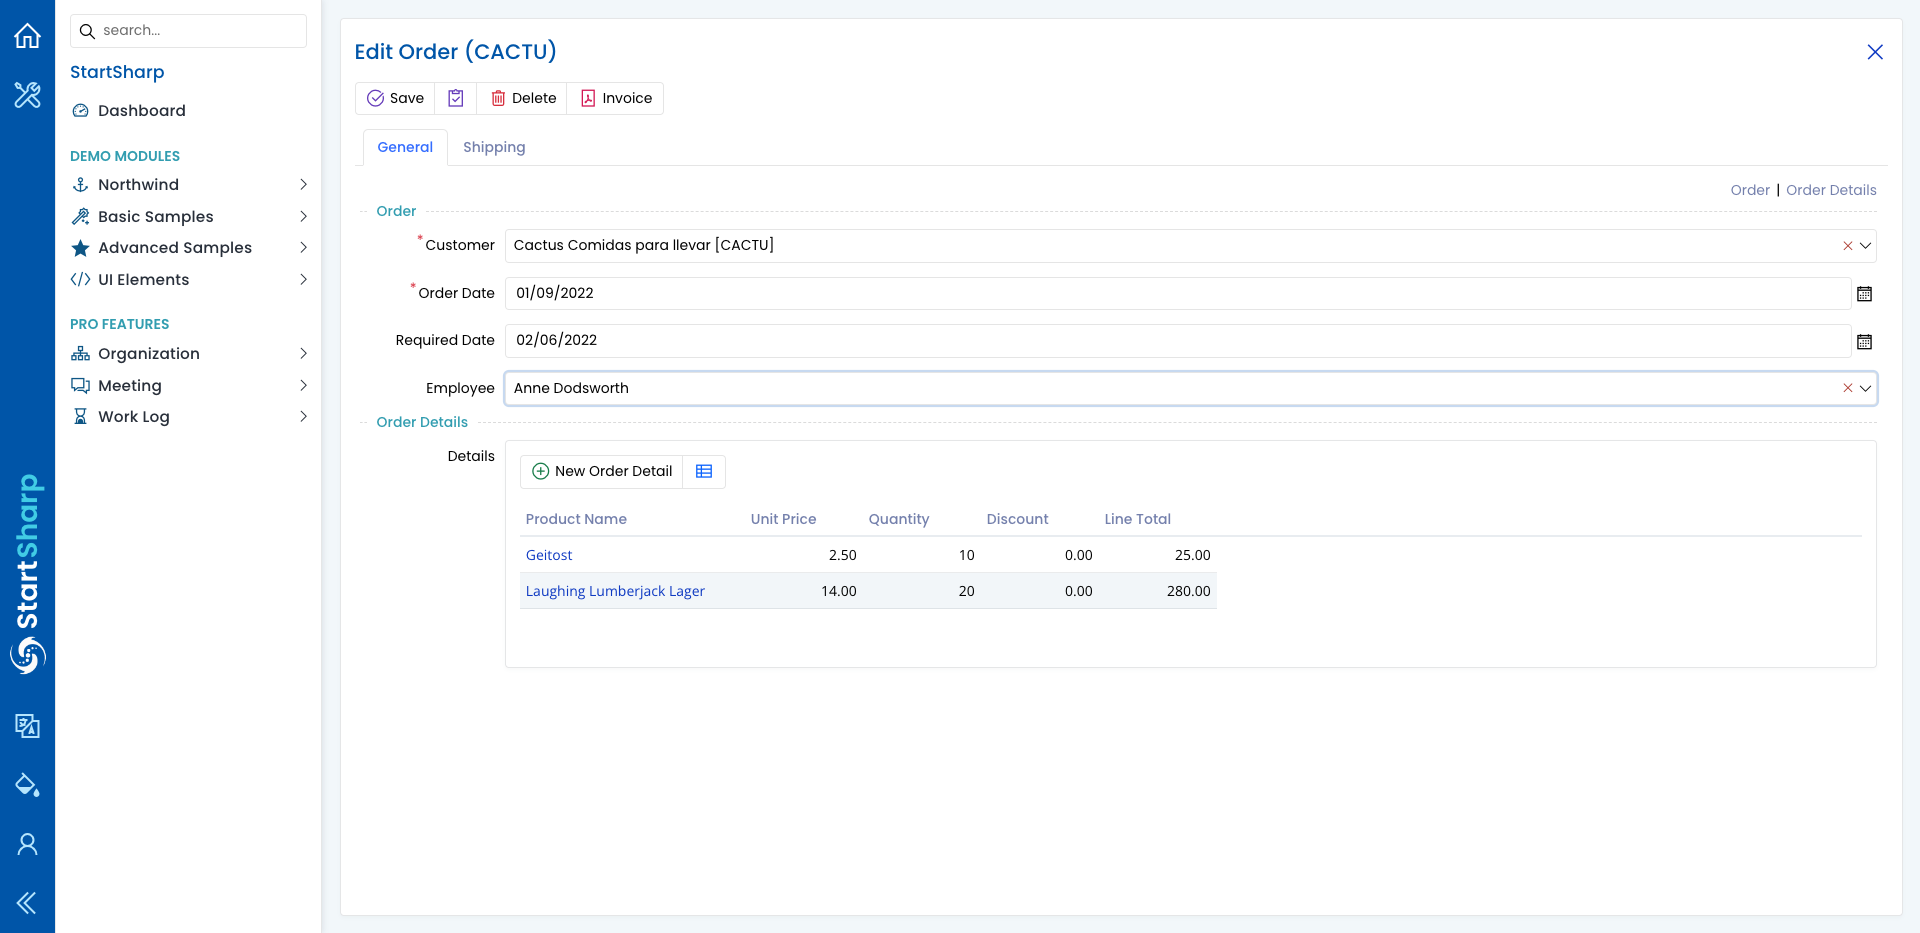 search...
StartSharp
Dashboard
DEMO MODULES
Northwind
Basic Samples
Advanced Samples
UI Elements
PRO FEATURES
Organization
Meeting
Work Log
StartSharp
Edit Order (CACTU)
Save
Delete
Invoice
General
Shipping
Order | Order Details
Order
* Customer
Cactus Comidas para llevar [CACTU]
* Order Date
01/09/2022
Required Date
02/06/2022
Employee
Anne Dodsworth
Order Details
Details
New Order Detail
Product Name Unit Price Quantity Discount Line Total
Geitost 2.50 10 0.00 25.00
Laughing Lumberjack Lager 14.00 20 0.00 280.00